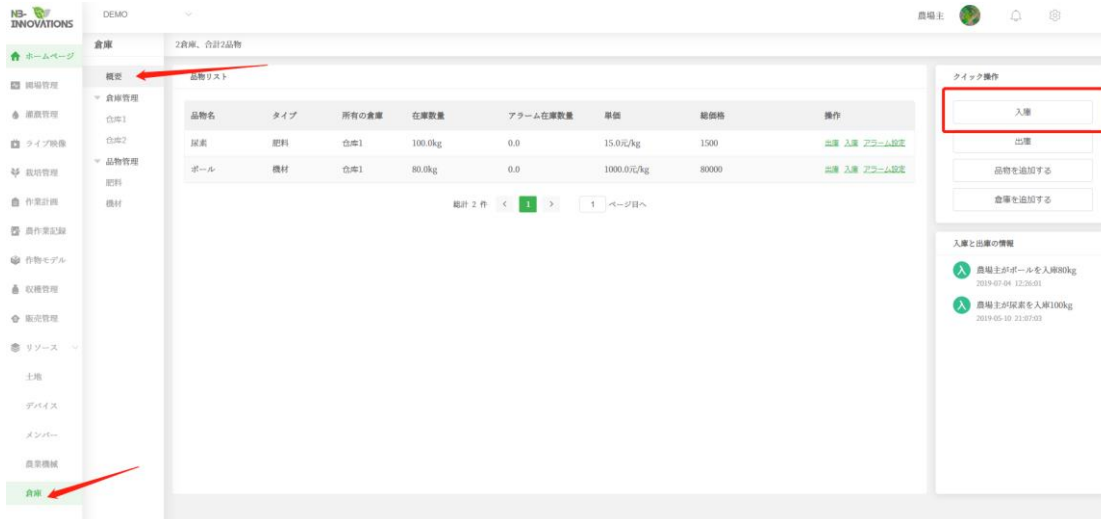 NB-INNOVATIONS
DEMO
農場主
ホームページ
圃場管理
灌漑管理
ライブ映像
栽培管理
作業計画
農作業記録
作物モデル
収穫管理
販売管理
リソース
土地
デバイス
メンバー
農業機械
倉庫
倉庫
概要
倉庫管理
仓库1
仓库2
品物管理
肥料
機材
2倉庫、合計2品物
品物リスト
品物名 タイプ 所有の倉庫 在庫数量 アラーム在庫数量 単価 総価格 操作
尿素 肥料 仓库1 100.0kg 0.0 15.0元/kg 1500 出庫 入庫 アラーム設定
ポール 機材 仓库1 80.0kg 0.0 1000.0元/kg 80000 出庫 入庫 アラーム設定
総計 2 件 < 1 > 1 ページ目へ
クイック操作
入庫
出庫
品物を追加する
倉庫を追加する
入庫と出庫の情報
入 農場主がポールを入庫80kg
2019-07-04 12:26:01
入 農場主が尿素を入庫100kg
2019-05-10 21:07:03